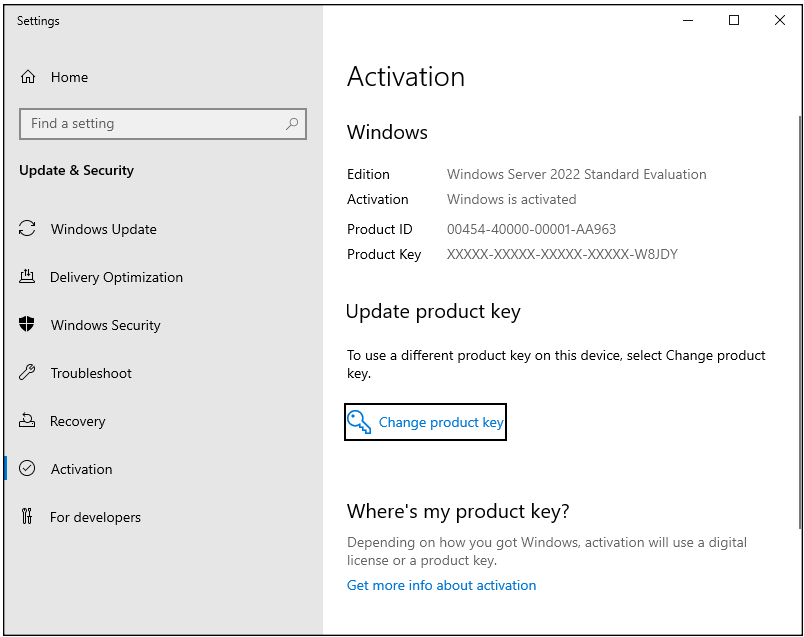 Settings
Home
Find a setting
Update & Security
Windows Update
Delivery Optimization
Windows Security
Troubleshoot
Recovery
Activation
For developers
Activation
Windows
Edition Windows Server 2022 Standard Evaluation
Activation Windows is activated
Product ID 00454-40000-00001-AA963
Product Key XXXXX-XXXXX-XXXXX-XXXXX-W8JDY
Update product key
To use a different product key on this device, select Change product
key.
Change product key
Where's my product key?
Depending on how you got Windows, activation will use a digital
license or a product key.
Get more info about activation